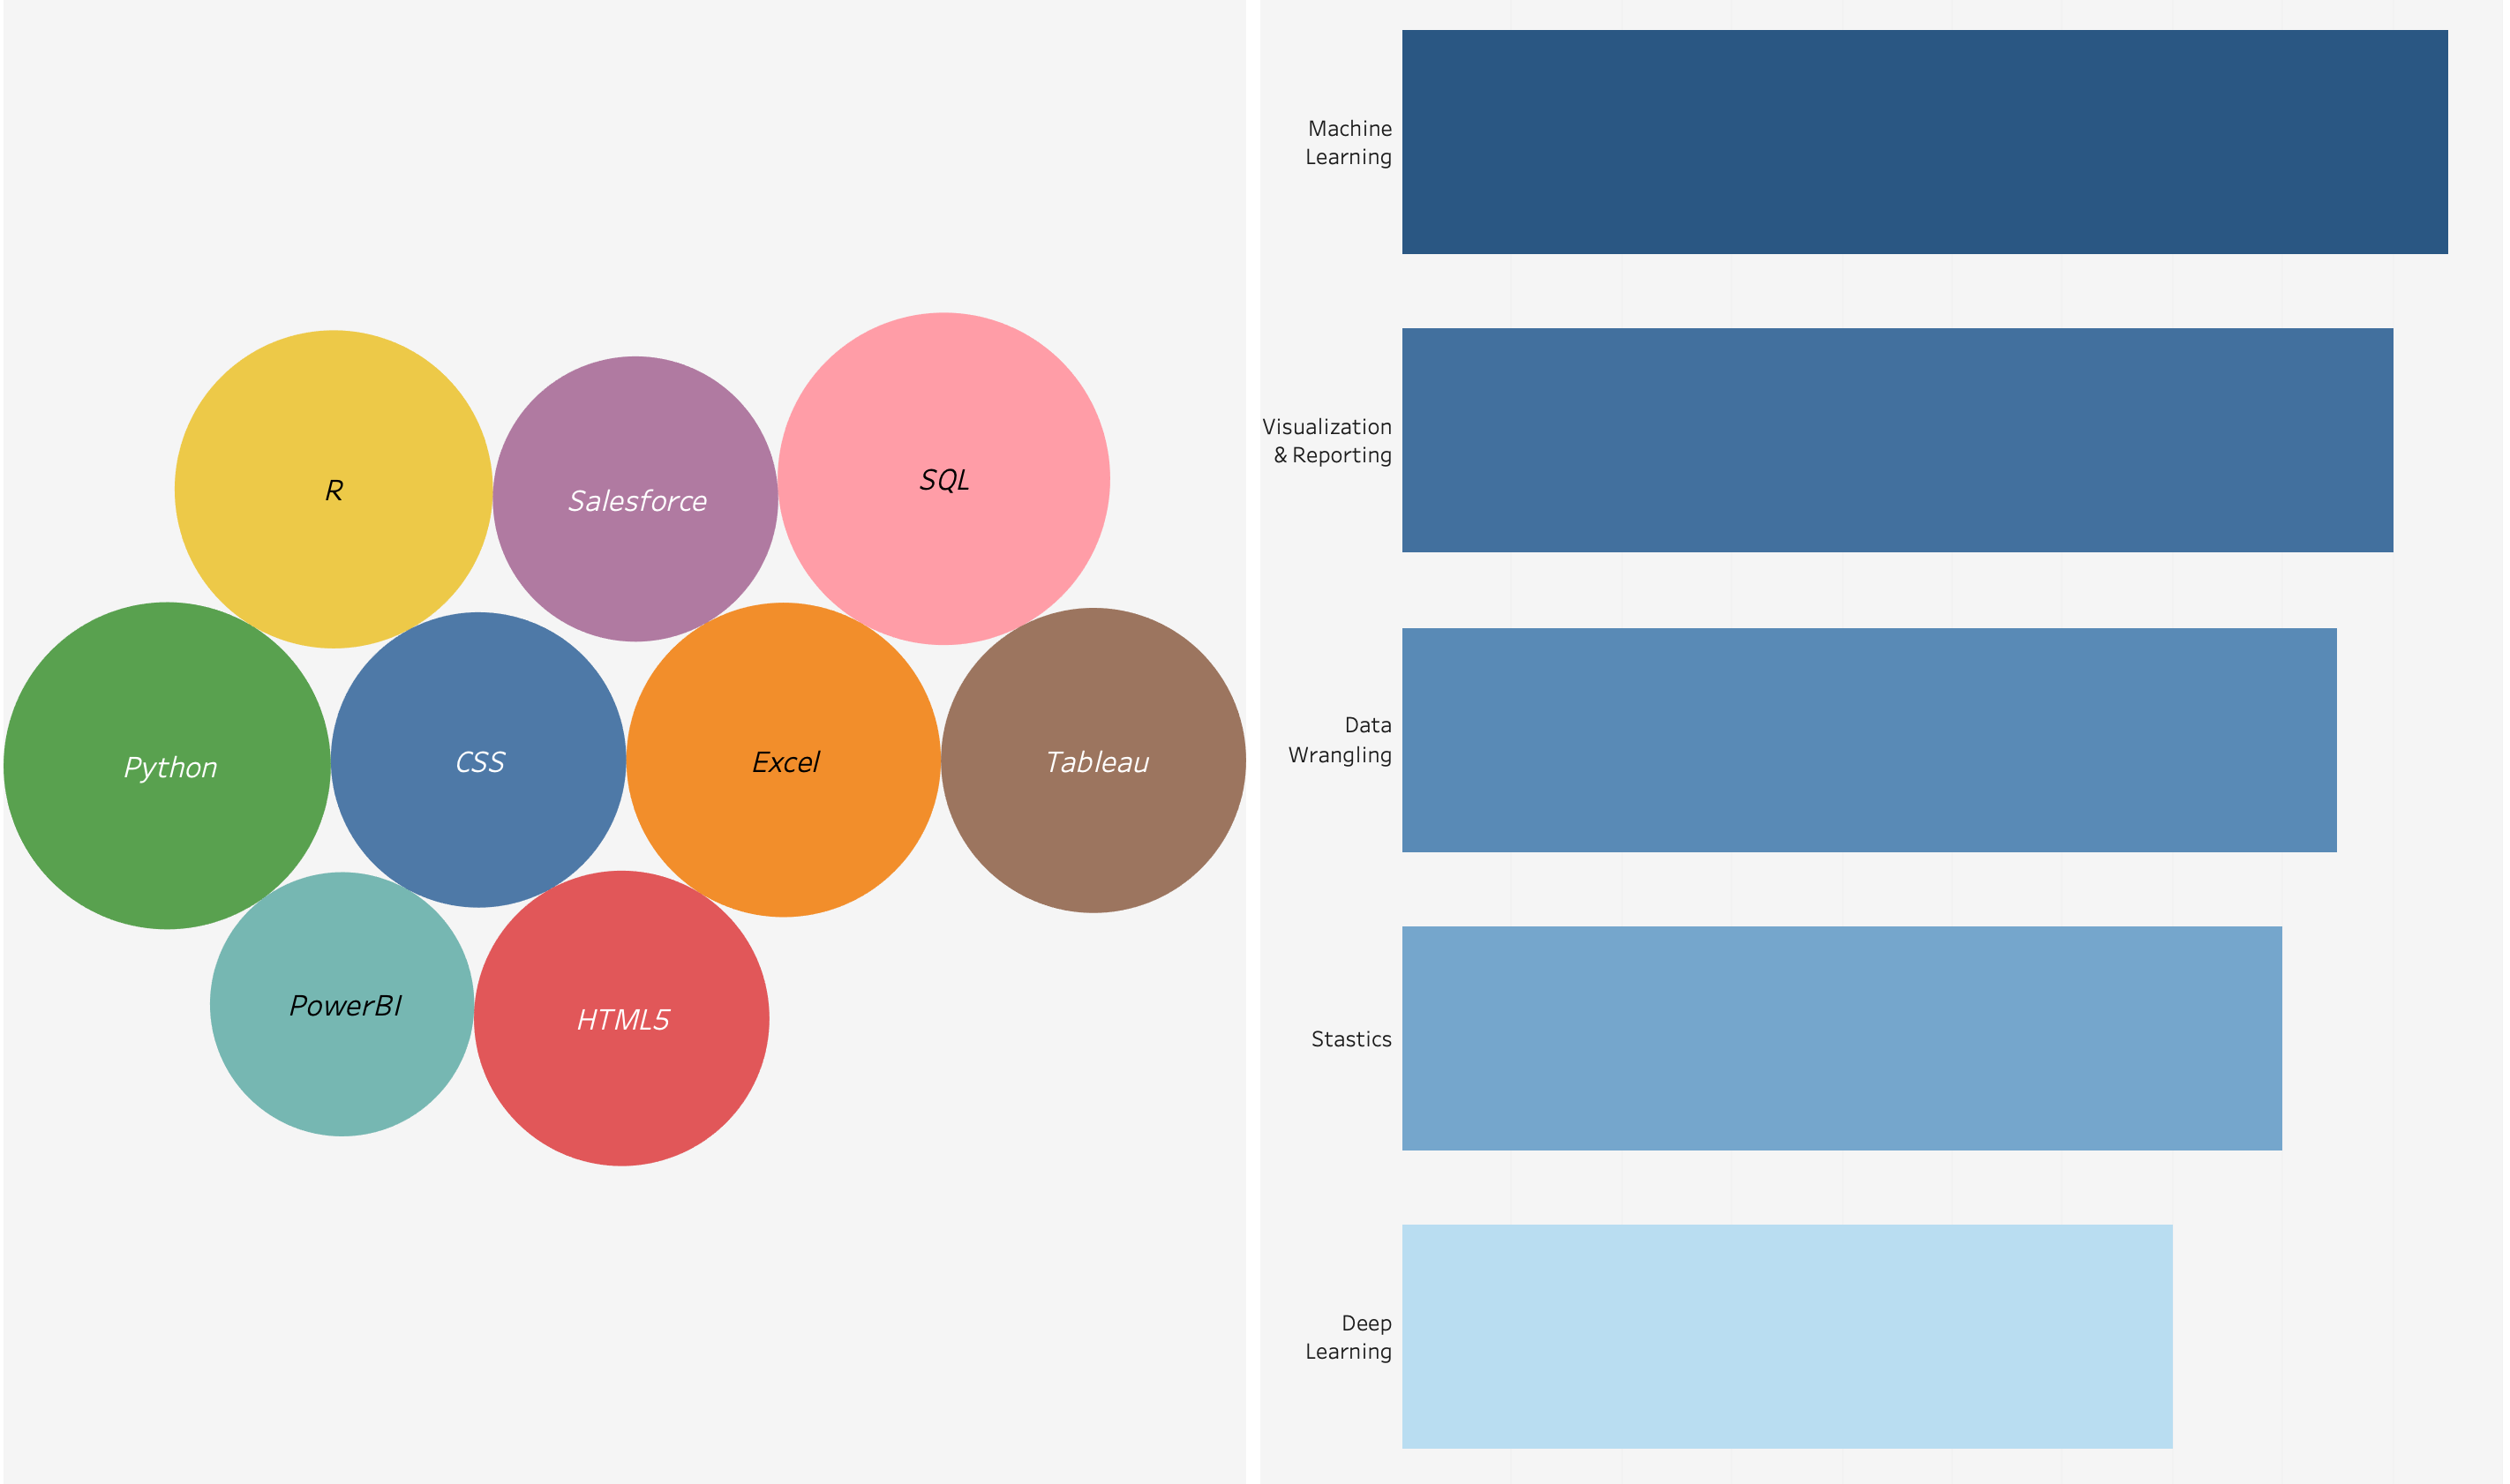 R
Salesforce
SQL
Python
CSS
Excel
Tableau
PowerBI
HTML5
Machine
Learning
Visualization
& Reporting
Data
Wrangling
Stastics
Deep
Learning